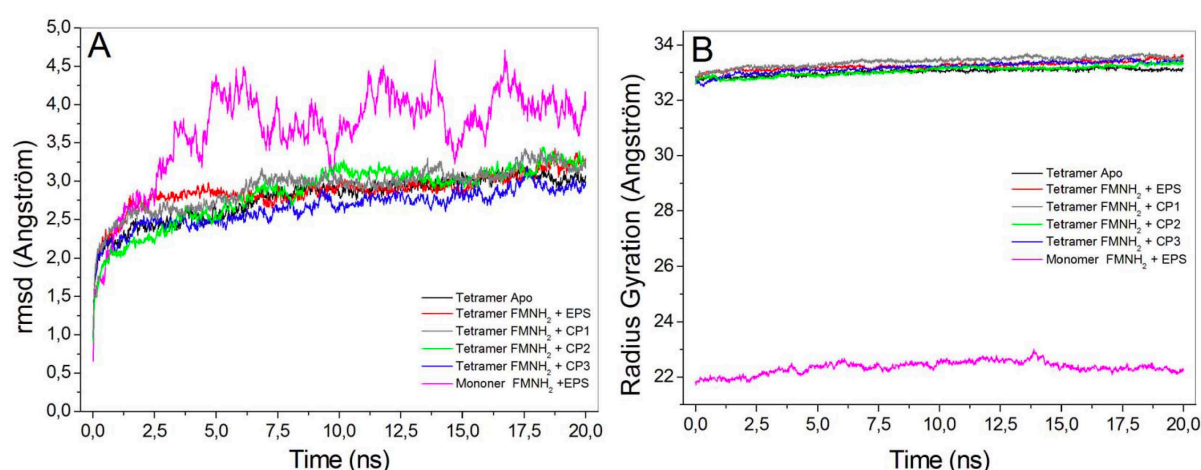 A
rmsd (Angström)
5,0
4,5
4,0
3,5
3,0
2,5
2,0
1,5
1,0
0,5
0,0
Tetramer Apo
Tetramer FMNH₂ + EPS
Tetramer FMNH₂ + CP1
Tetramer FMNH₂ + CP2
Tetramer FMNH₂ + CP3
Mononer FMNH₂ +EPS
0,0 2,5 5,0 7,5 10,0 12,5 15,0 17,5 20,0
Time (ns)
B
Radius Gyration (Angström)
34
32
30
28
26
24
22
Tetramer Apo
Tetramer FMNH₂ + EPS
Tetramer FMNH₂ + CP1
Tetramer FMNH₂ + CP2
Tetramer FMNH₂ + CP3
Monomer FMNH₂ + EPS
0,0 2,5 5,0 7,5 10,0 12,5 15,0 17,5 20,0
Time (ns)